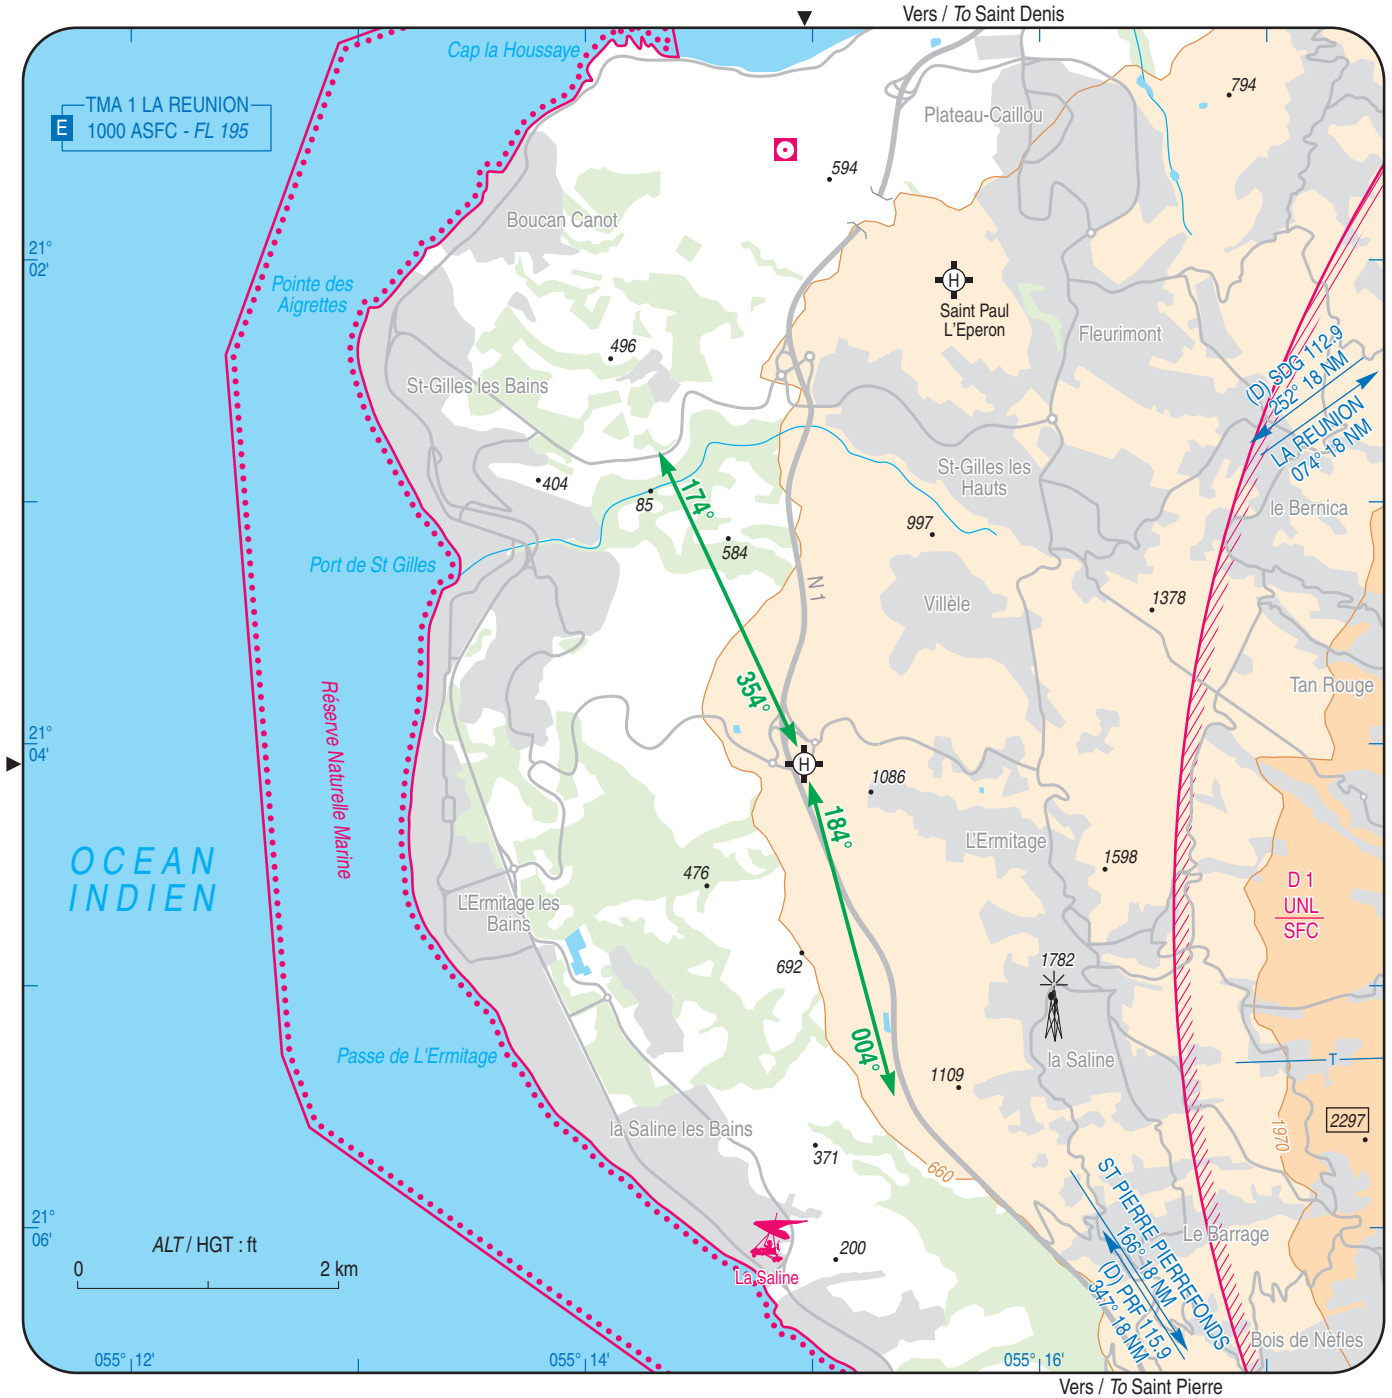 Vers / To Saint Denis
Cap la Houssaye
TMA 1 LA REUNION
E
1000 ASFC - FL 195
794
Plateau-Caillou
594
Boucan Canot
21°
02'
Pointe des
Aigrettes
H
Saint Paul
L'Eperon
Fleurimont
496
St-Gilles les Bains
(D) SDG 112.9
252° 18 NM
LA REUNION
074° 18 NM
St-Gilles les
Hauts
404
85
174°
584
997
le Bernica
Port de St Gilles
N 1
Villèle
1378
354°
Tan Rouge
Réserve Naturelle Marine
21°
04'
H
1086
184°
L'Ermitage
1598
OCEAN
INDIEN
476
D 1
UNL
SFC
L'Ermitage les
Bains
692
1782
004°
Passe de L'Ermitage
la Saline
T
1109
2297
1970
la Saline les Bains
371
660
ST PIERRE PIERREFONDS
166° 18 NM
(D) PRF 115.9
347° 18 NM
21°
06'
Le Barrage
ALT / HGT : ft
200
La Saline
0
2 km
Bois de Nèfles
055° 12'
055° 14'
055° 16'
Vers / To Saint Pierre